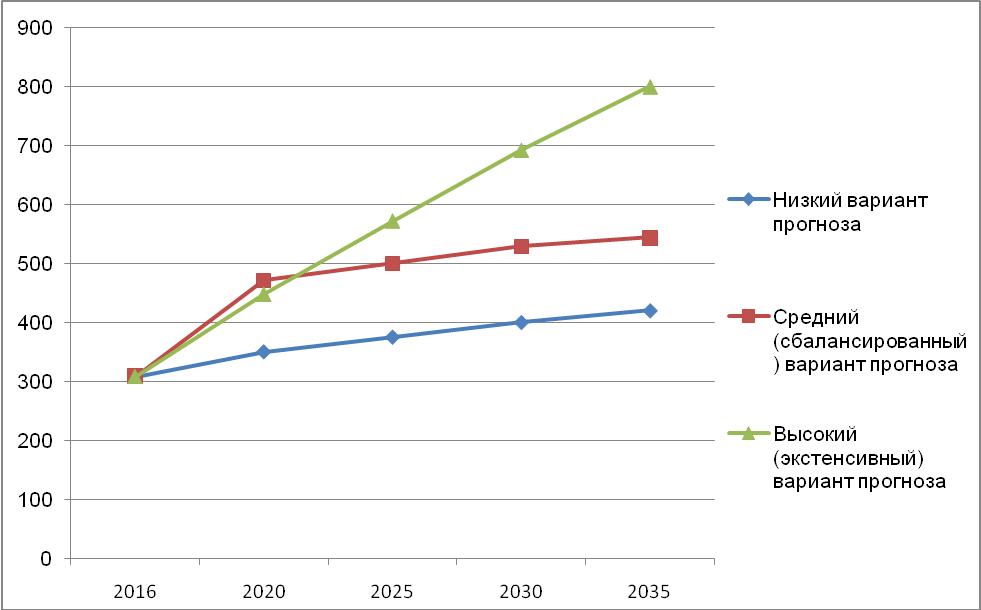 900
800
700
600
500
400
300
200
100
0
2016 2020 2025 2030 2035
Низкий вариант
прогноза
Средний
(сбалансированный
) вариант прогноза
Высокий
(экстенсивный)
вариант прогноза